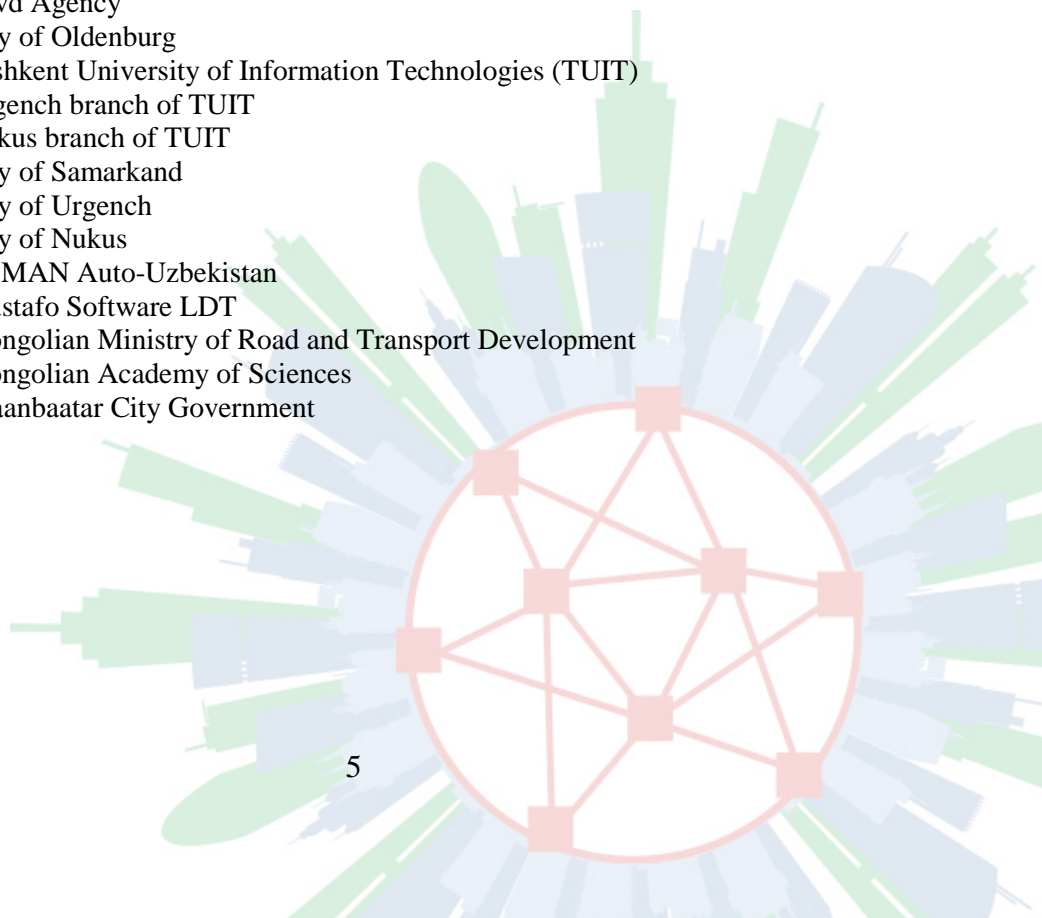 Agency
y of Oldenburg
shkent University of Information Technologies (TUIT)
gench branch of TUIT
kus branch of TUIT
y of Samarkand
y of Urgench
y of Nukus
MAN Auto-Uzbekistan
stafo Software LDT
ongolian Ministry of Road and Transport Development
ongolian Academy of Sciences
aanbaatar City Government
5